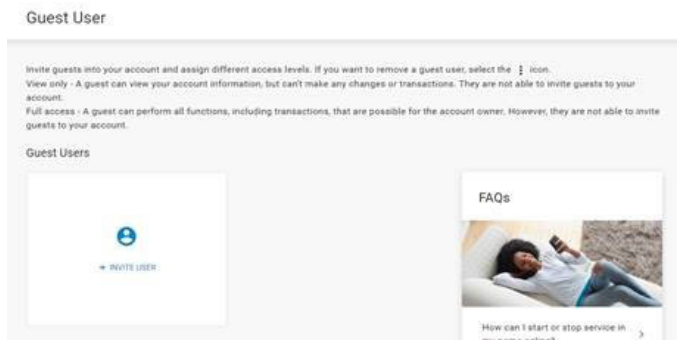 Guest User
Invite guests into your account and assign different access levels. If you want to remove a guest user, select the icon.
View only - A guest can view your account information, but can't make any changes or transactions. They are not able to invite guests to your
account.
Full access - A guest can perform all functions, including transactions, that are possible for the account owner. However, they are not able to invite
guests to your account.
Guest Users
+ INVITE USER
FAQs
How can I start or stop service in
my name online?